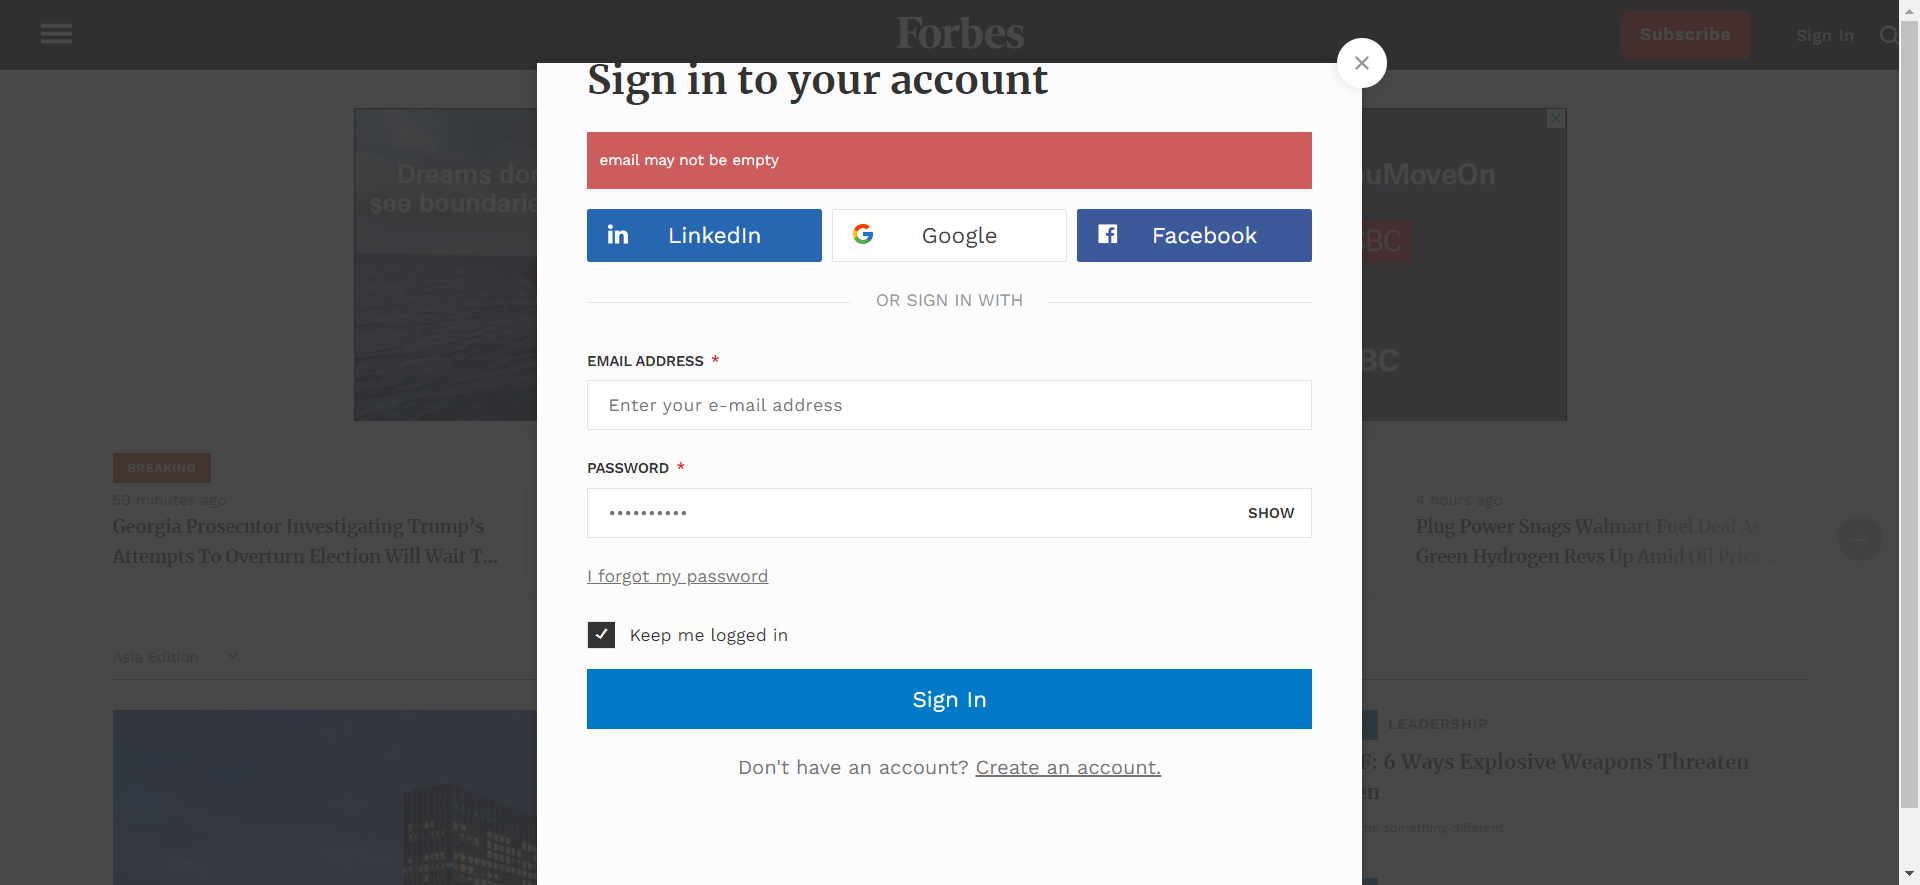 Forbes
Subscribe
Sign In
Sign in to your account
email may not be empty
LinkedIn
Google
Facebook
OR SIGN IN WITH
EMAIL ADDRESS *
Enter your e-mail address
PASSWORD *
••••••••••
SHOW
I forgot my password
Keep me logged in
Sign In
Don't have an account? Create an account.
Dreams
see
uMoveOn
BBC
BC
BREAKING
59 minutes ago
Georgia Prosecutor Investigating Trump’s
Attempts To Overturn Election Will Wait T...
4 hours ago
Plug Power Snags Walmart Fuel Deal As
Green Hydrogen Revs Up Amid Oil Price...
Asia Edition
LEADERSHIP
F: 6 Ways Explosive Weapons Threaten
en
me something different